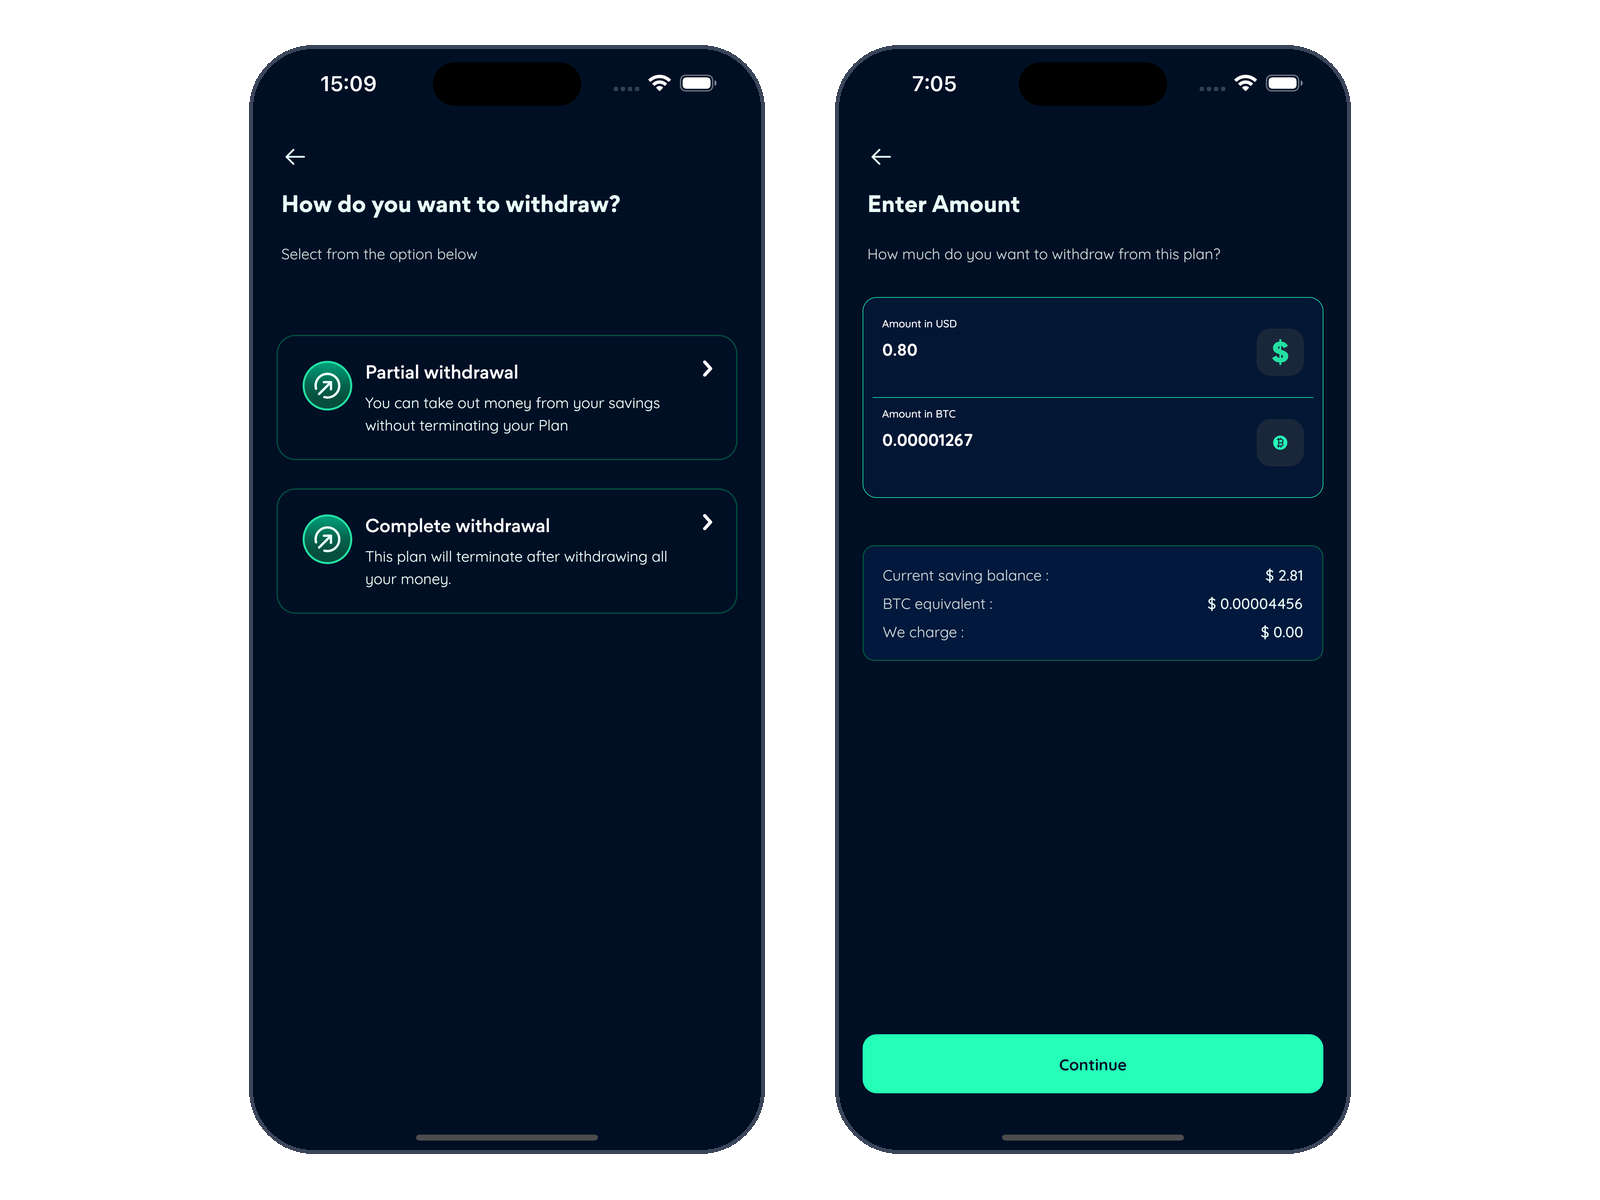 15:09
How do you want to withdraw?
Select from the option below
Partial withdrawal
You can take out money from your savings
without terminating your Plan
Complete withdrawal
This plan will terminate after withdrawing all
your money.
7:05
Enter Amount
How much do you want to withdraw from this plan?
Amount in USD
0.80
$
Amount in BTC
0.00001267
Current saving balance : $ 2.81
BTC equivalent : $ 0.00004456
We charge : $ 0.00
Continue